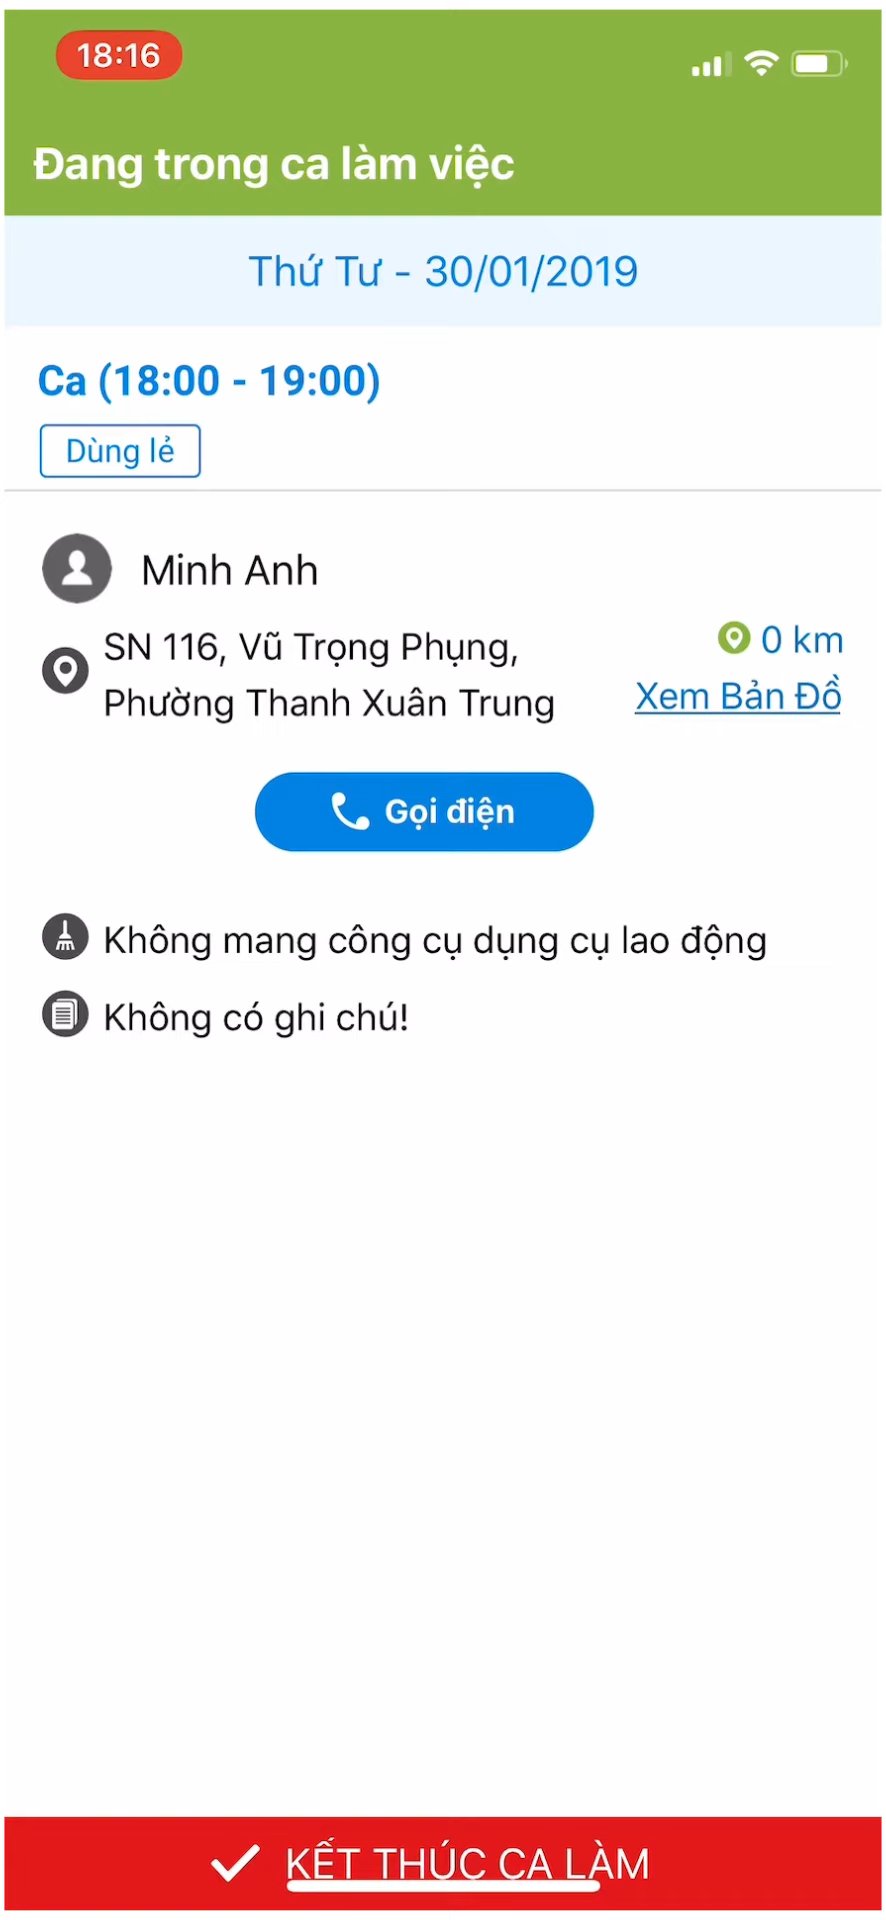 18:16
Đang trong ca làm việc
Thứ Tư - 30/01/2019
Ca (18:00 - 19:00)
Dùng lẻ
Minh Anh
SN 116, Vũ Trọng Phụng,
Phường Thanh Xuân Trung
0 km
Xem Bản Đồ
Gọi điện
Không mang công cụ dụng cụ lao động
Không có ghi chú!
KẾT THÚC CA LÀM